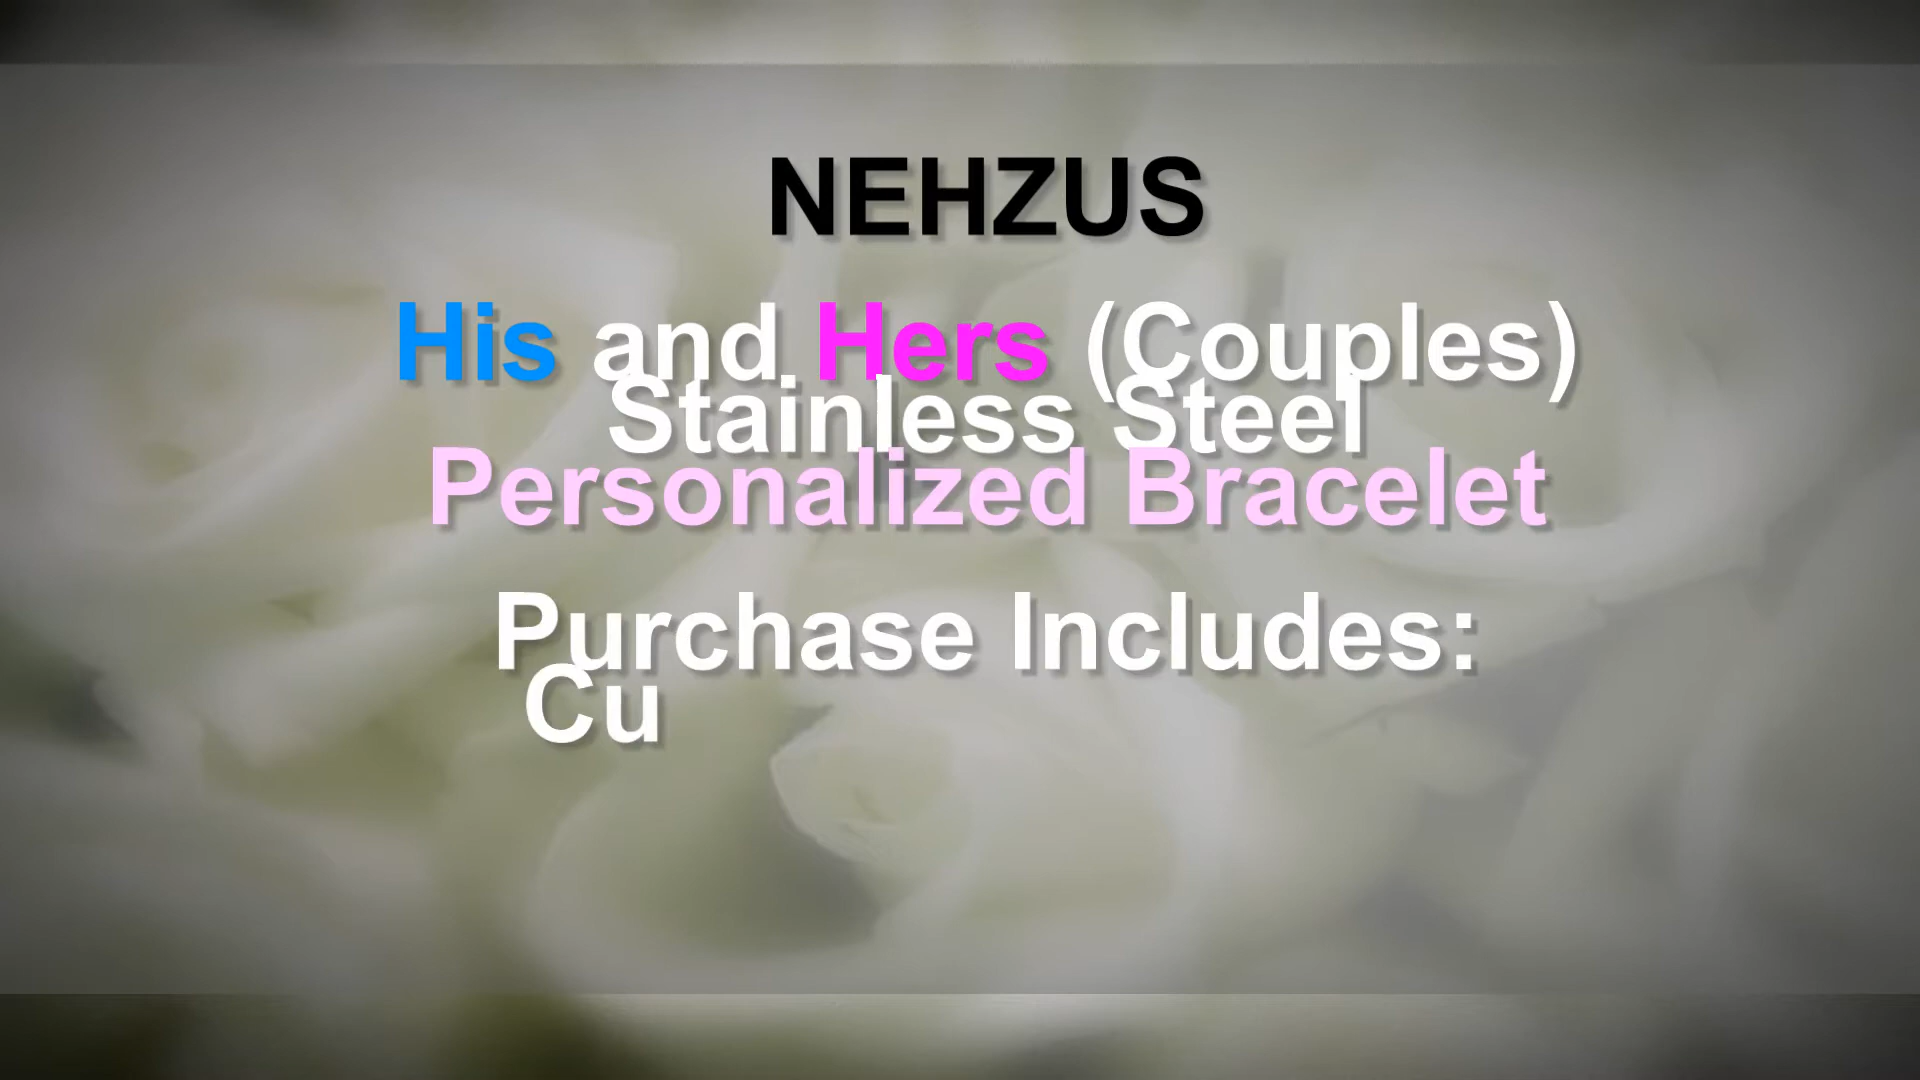 NEHZUS
His and Hers (Couples)
Stainless Steel
Personalized Bracelet
Purchase Includes:
Cu